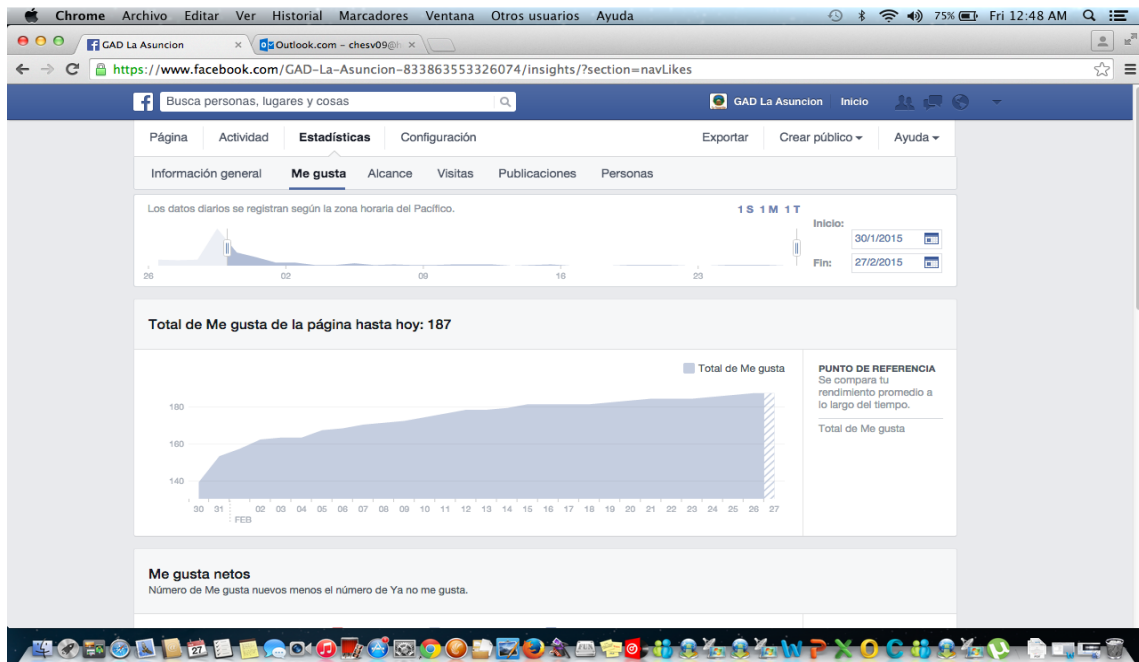 Chrome Archivo Editar Ver Historial Marcadores Ventana Otros usuarios Ayuda 75% Fri 12:48 AM
GAD La Asuncion × Outlook.com – chesv09@h ×
https://www.facebook.com/GAD-La-Asuncion-833863553326074/insights/?section=navLikes
Busca personas, lugares y cosas GAD La Asuncion Inicio
Página Actividad Estadísticas Configuración Exportar Crear público Ayuda
Información general Me gusta Alcance Visitas Publicaciones Personas
Los datos diarios se registran según la zona horaria del Pacífico. 1 S 1 M 1 T
Inicio: 30/1/2015
Fin: 27/2/2015
26 02 09 16 23
Total de Me gusta de la página hasta hoy: 187
Total de Me gusta
180
160
140
30 31 02 03 04 05 06 07 08 09 10 11 12 13 14 15 16 17 18 19 20 21 22 23 24 25 26 27
FEB
PUNTO DE REFERENCIA
Se compara tu
rendimiento promedio a
lo largo del tiempo.
Total de Me gusta
Me gusta netos
Número de Me gusta nuevos menos el número de Ya no me gusta.
27